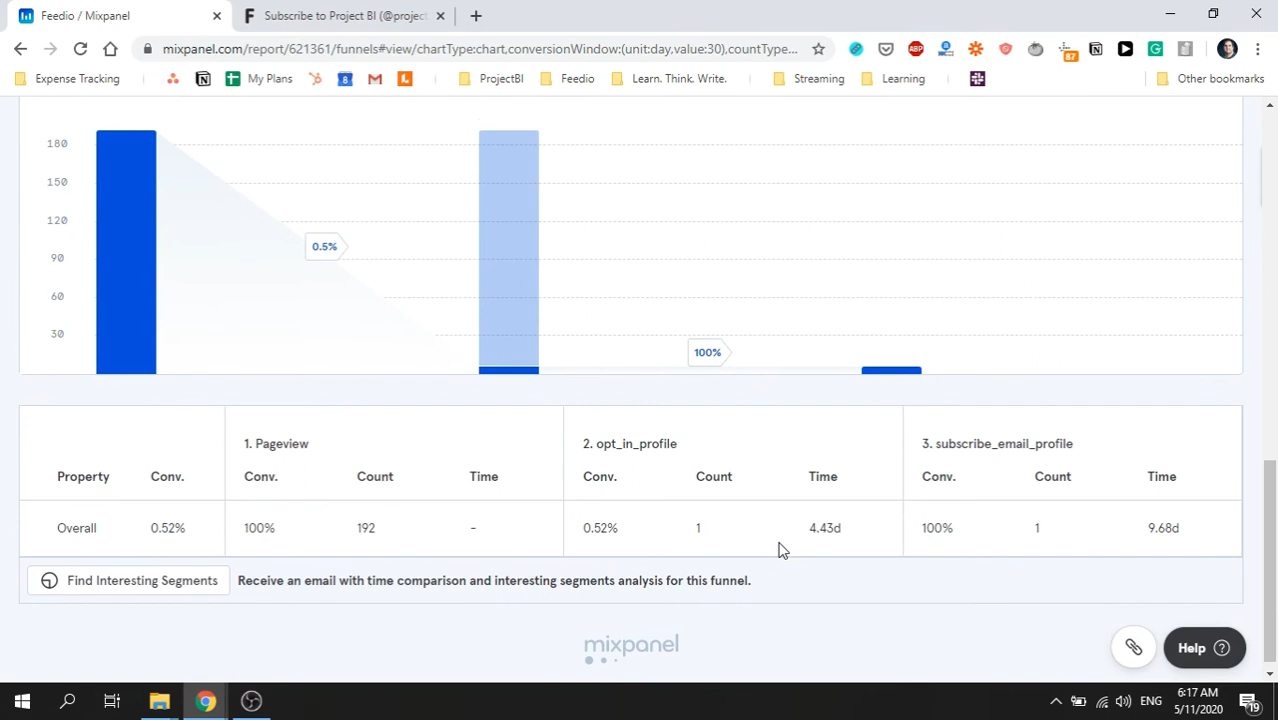 Feedio / Mixpanel
Subscribe to Project BI (@project
mixpanel.com/report/621361/funnels#view/chartType:chart,conversionWindow:(unit:day,value:30),countType...
87
Expense Tracking
My Plans
8
ProjectBI
Feedio
Learn. Think. Write.
Streaming
Learning
Other bookmarks
180
150
120
90
60
30
0.5%
100%
1. Pageview
2. opt_in_profile
3. subscribe_email_profile
Property Conv. Conv. Count Time Conv. Count Time Conv. Count Time
Overall 0.52% 100% 192 - 0.52% 1 4.43d 100% 1 9.68d
Find Interesting Segments Receive an email with time comparison and interesting segments analysis for this funnel.
mixpanel
Help ?
ENG
6:17 AM
5/11/2020
19